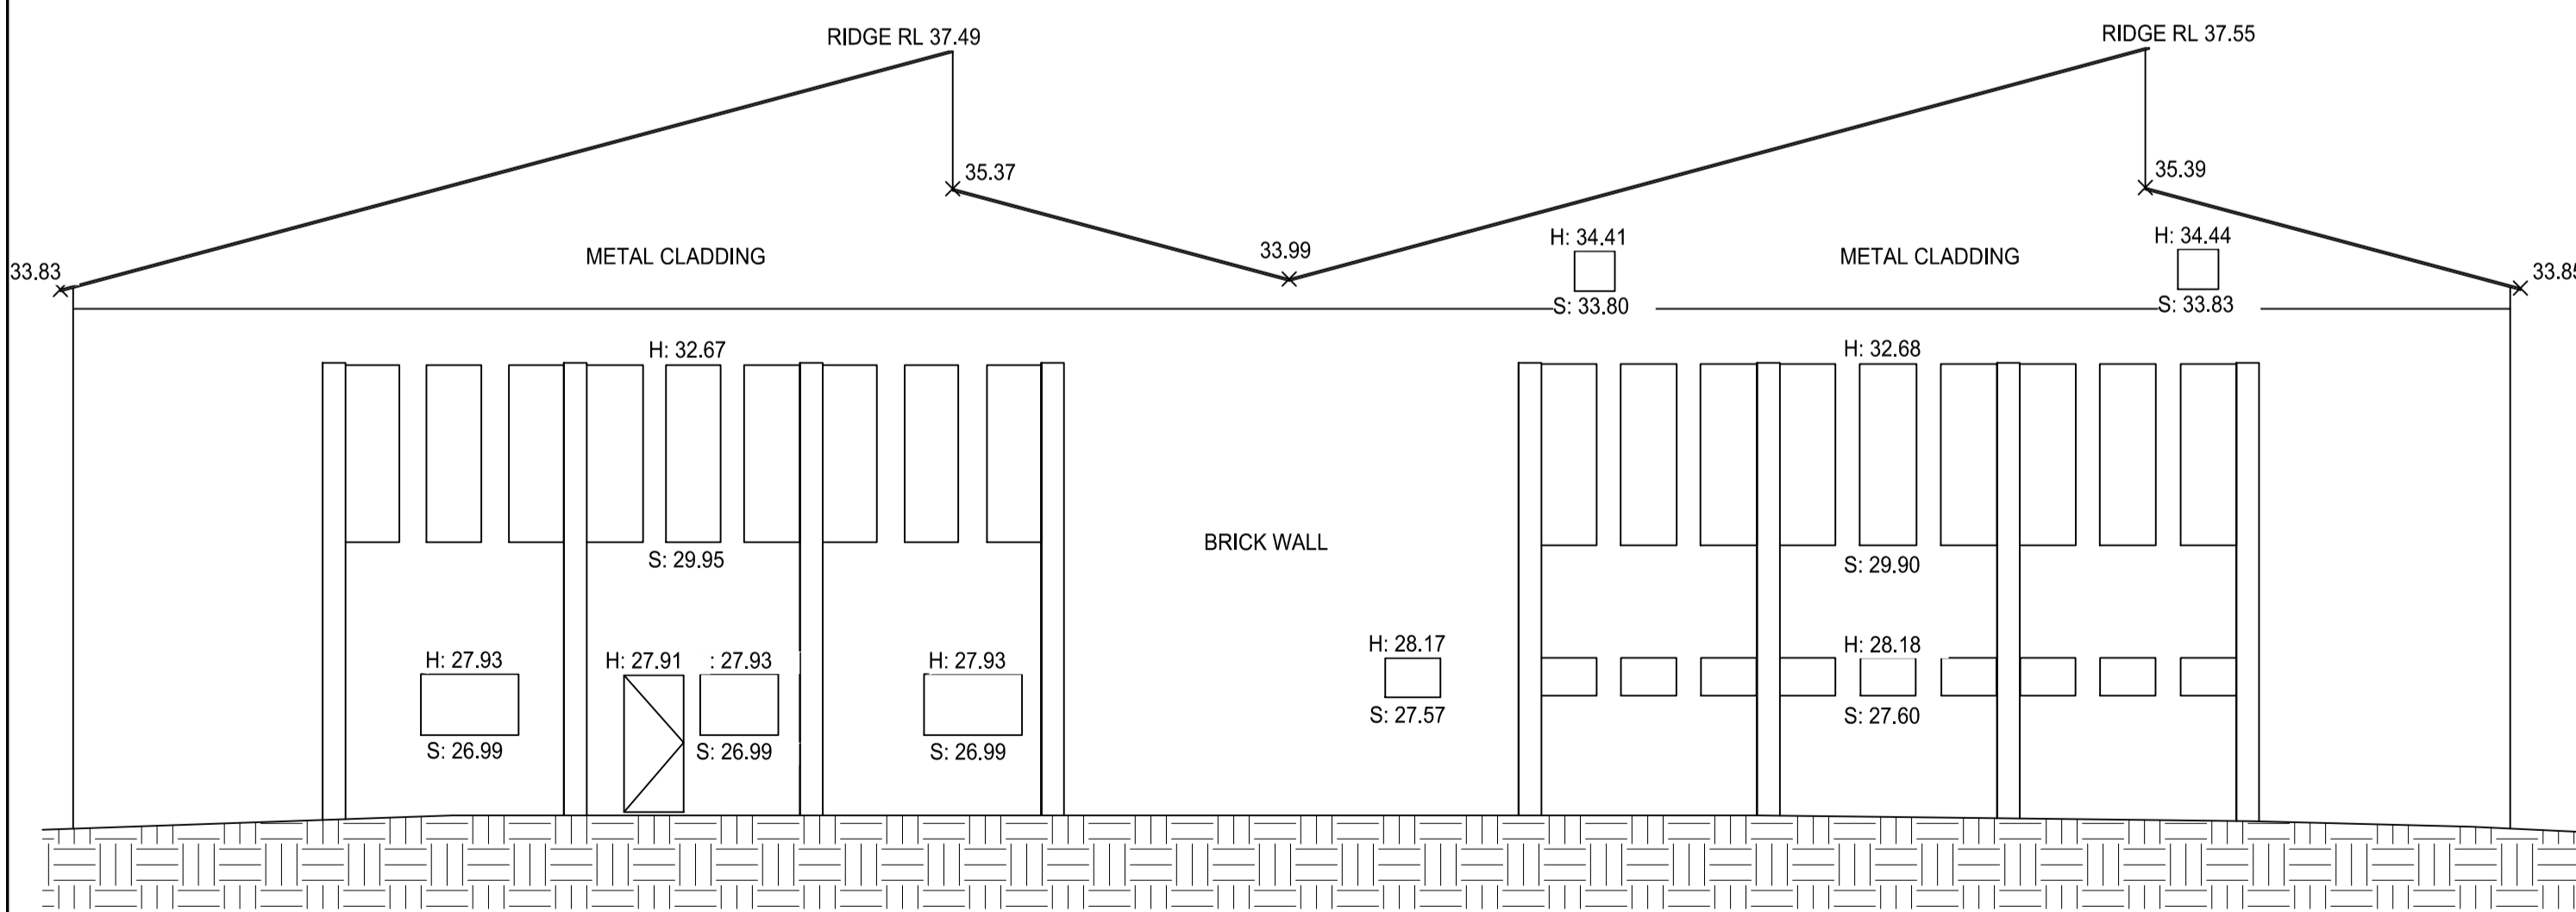 RIDGE RL 37.49
RIDGE RL 37.55
35.37
35.39
33.83
METAL CLADDING
33.99
H: 34.41
METAL CLADDING
H: 34.44
33.85
S: 33.80
S: 33.83
H: 32.67
H: 32.68
BRICK WALL
S: 29.95
S: 29.90
H: 27.93
H: 27.91
: 27.93
H: 27.93
H: 28.17
H: 28.18
S: 26.99
S: 26.99
S: 26.99
S: 27.57
S: 27.60